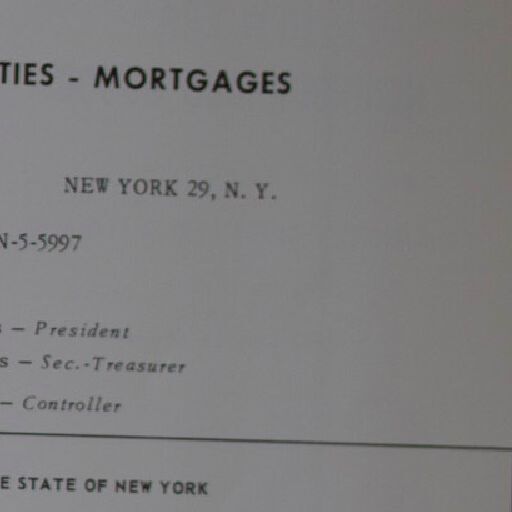 TIES - MORTGAGES
NEW YORK 29, N. Y.
N-5-5997
s — President
s — Sec.-Treasurer
— Controller
E STATE OF NEW YORK